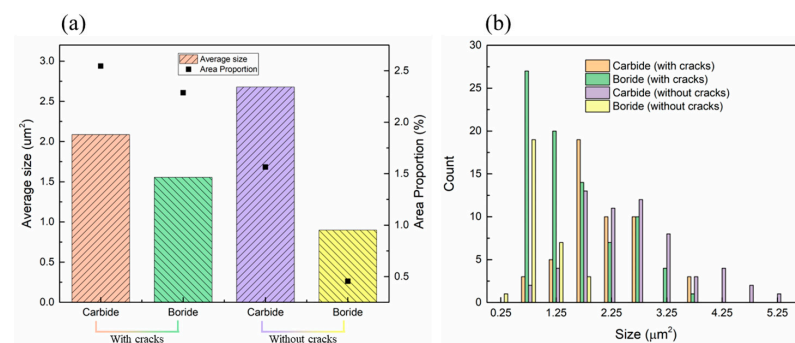 (a)
Average size
Area Proportion
Average size (um²)
3.0
2.5
2.0
1.5
1.0
0.5
0.0
Area Proportion (%)
2.5
2.0
1.5
1.0
0.5
Carbide
Boride
Carbide
Boride
With cracks
Without cracks
(b)
Carbide (with cracks)
Boride (with cracks)
Carbide (without cracks)
Boride (without cracks)
Count
30
25
20
15
10
5
0
0.25
1.25
2.25
3.25
4.25
5.25
Size (μm²)